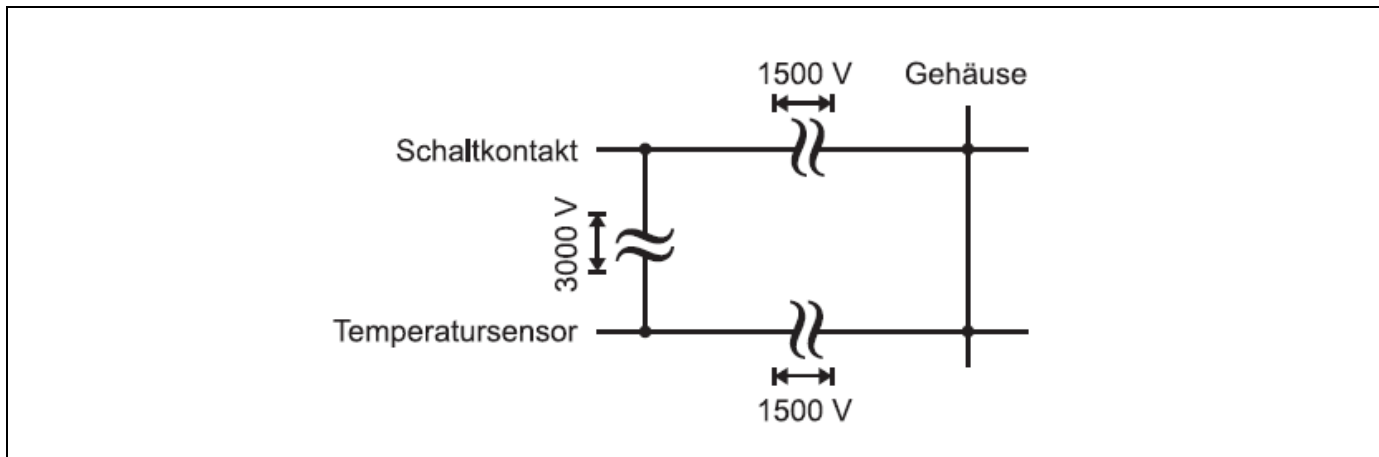 1500 V
Gehäuse
Schaltkontakt
3000 V
Temperatursensor
1500 V